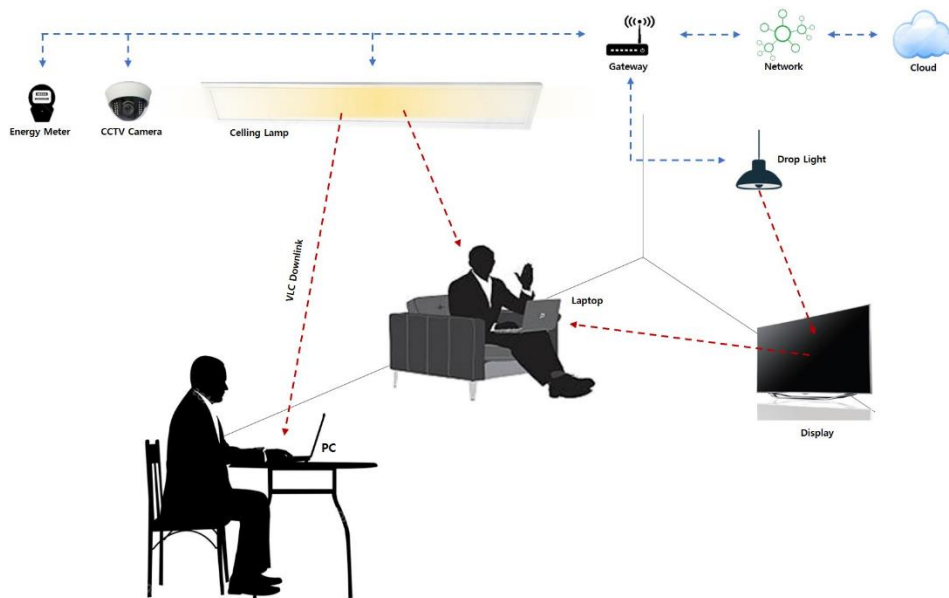 Gateway
Network
Cloud
Energy Meter
CCTV Camera
Celling Lamp
Drop Light
VLC Downlink
Laptop
Display
PC